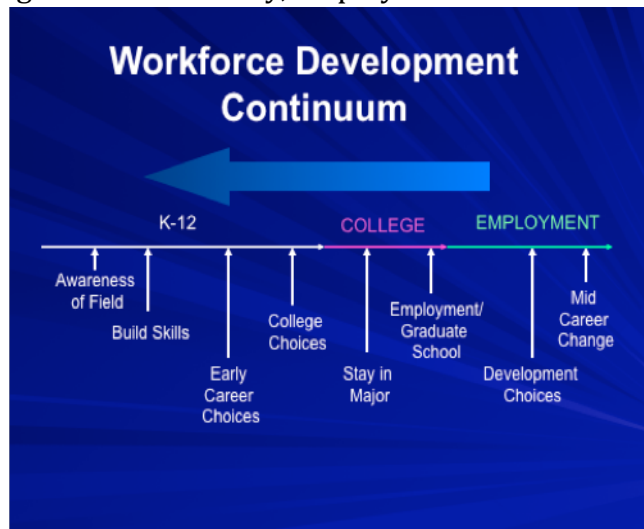 Workforce Development
Continuum
K-12
COLLEGE
EMPLOYMENT
Awareness
of Field
Build Skills
Early
Career
Choices
College
Choices
Stay in
Major
Employment/
Graduate
School
Development
Choices
Mid
Career
Change